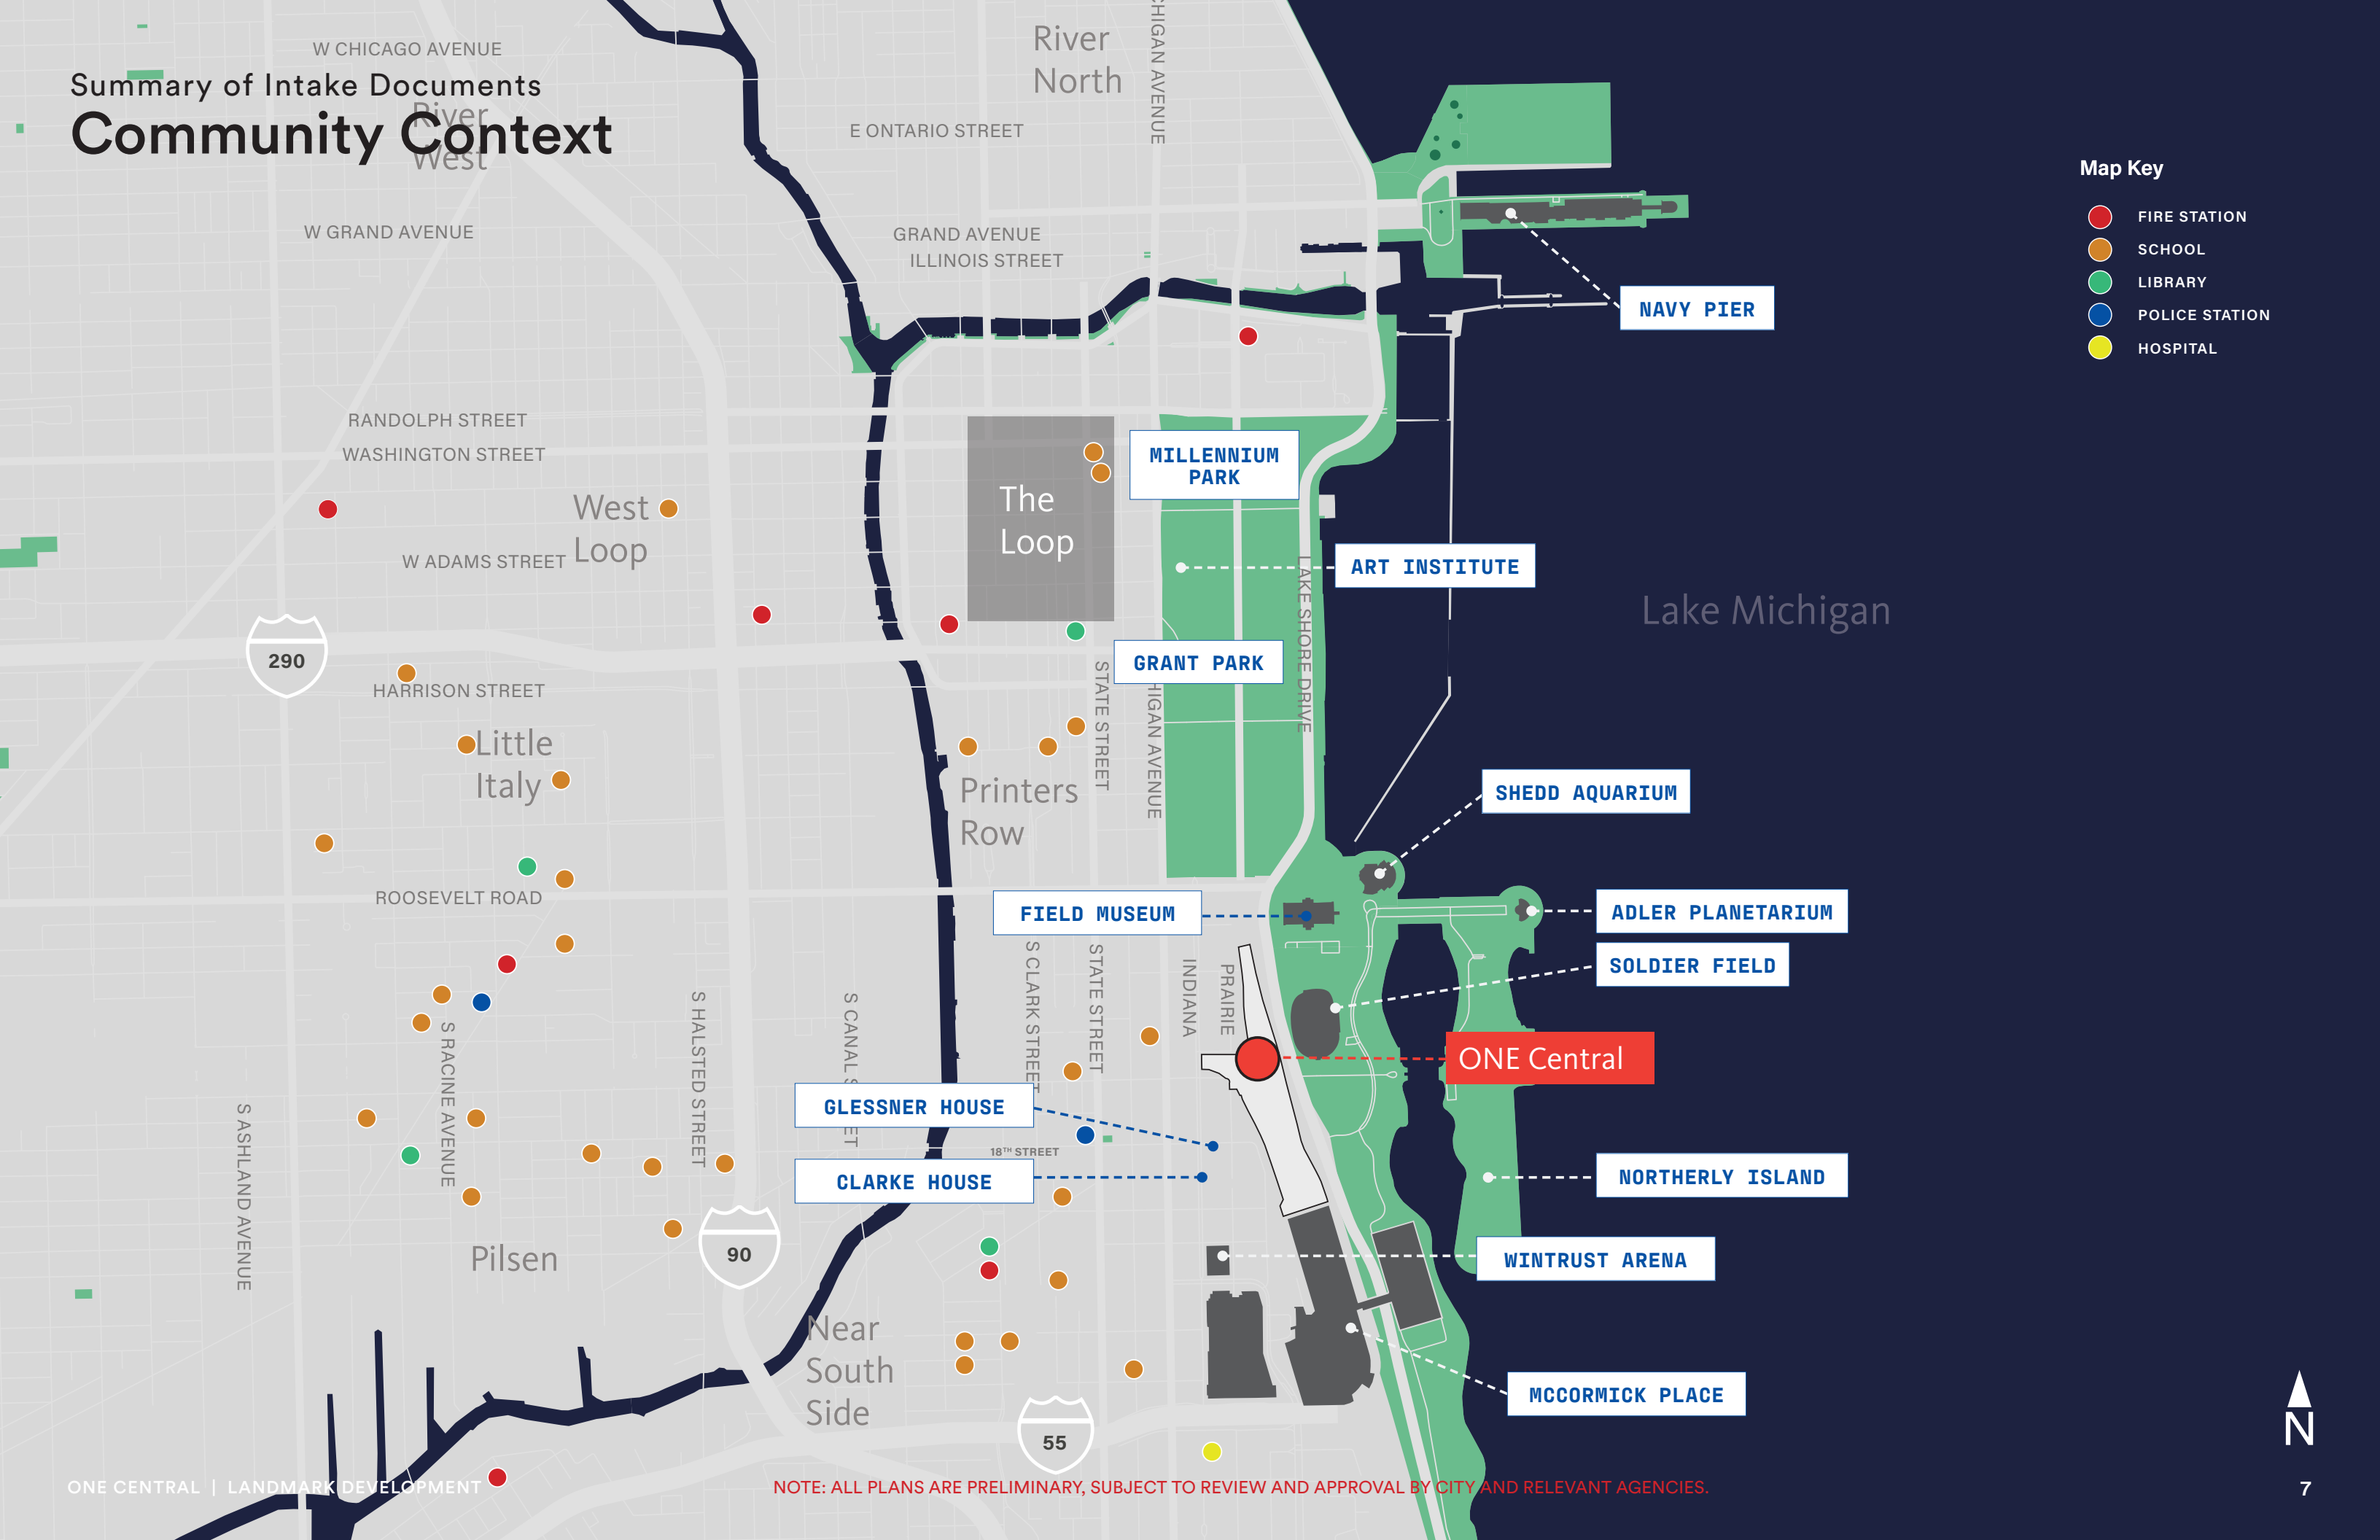 Summary of Intake Documents
Community Context
W CHICAGO AVENUE
River
West
River
North
HIGAN AVENUE
E ONTARIO STREET
W GRAND AVENUE
GRAND AVENUE
ILLINOIS STREET
Map Key
FIRE STATION
SCHOOL
LIBRARY
POLICE STATION
HOSPITAL
NAVY PIER
RANDOLPH STREET
WASHINGTON STREET
MILLENNIUM
PARK
The
Loop
West
Loop
W ADAMS STREET
ART INSTITUTE
LAKE SHORE DRIVE
Lake Michigan
290
GRANT PARK
HARRISON STREET
STATE STREET
HIGAN AVENUE
Little
Italy
Printers
Row
SHEDD AQUARIUM
ROOSEVELT ROAD
FIELD MUSEUM
ADLER PLANETARIUM
SOLDIER FIELD
S CLARK STREET
STATE STREET
INDIANA
PRAIRIE
S HALSTED STREET
S CANAL S
ET
S RACINE AVENUE
S ASHLAND AVENUE
ONE Central
GLESSNER HOUSE
18TH STREET
CLARKE HOUSE
NORTHERLY ISLAND
90
Pilsen
WINTRUST ARENA
Near
South
Side
MCCORMICK PLACE
55
N
ONE CENTRAL | LANDMARK DEVELOPMENT
NOTE: ALL PLANS ARE PRELIMINARY, SUBJECT TO REVIEW AND APPROVAL BY CITY AND RELEVANT AGENCIES.
7